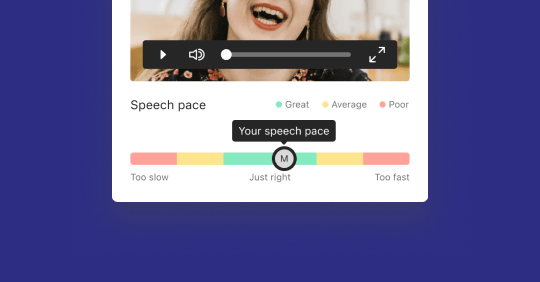 Speech pace
Great
Average
Poor
Your speech pace
M
Too slow
Just right
Too fast